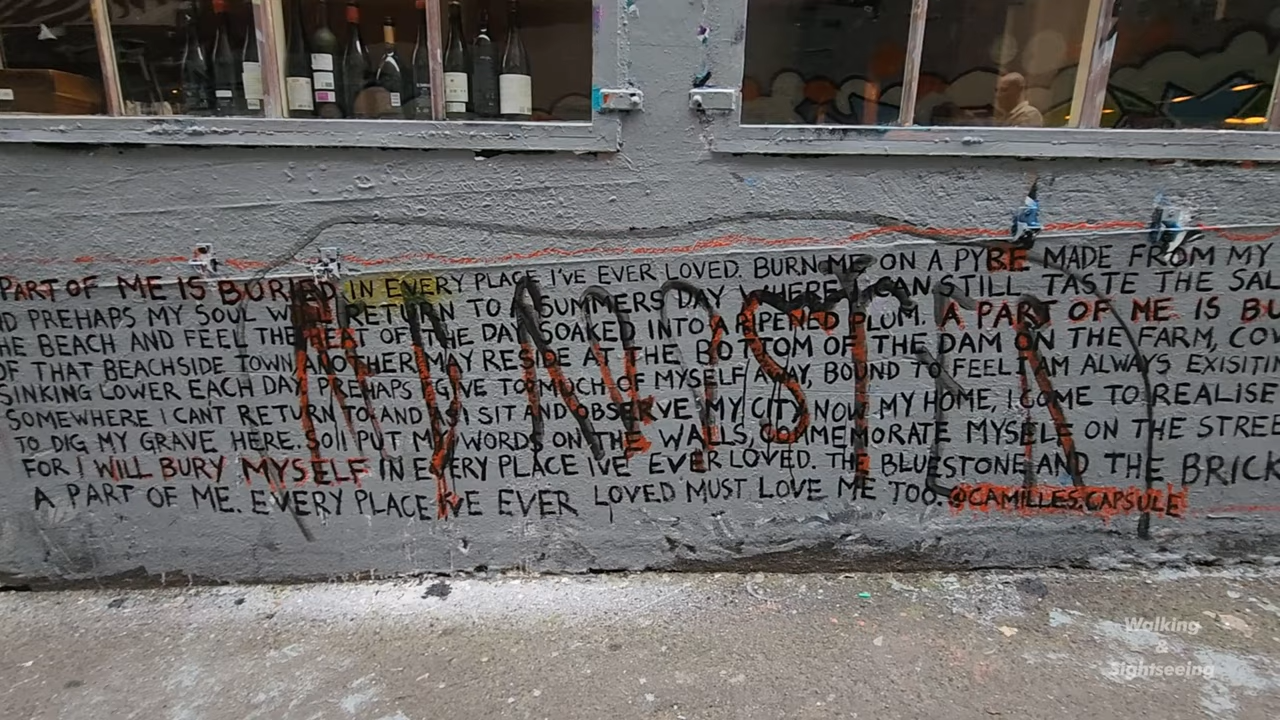 PART OF ME IS BURIED IN EVERY PLACE I'VE EVER LOVED. BURN ME ON A PYRE MADE FROM MY
PREHAPS MY SOUL WILL RETURN TO A SUMMERS DAY WHERE I CAN STILL TASTE THE SAL
HE BEACH AND FEEL THE HEAT OF THE DAY SOAKED INTO A RIPENED PLUM. A PART OF ME IS BU
OF THAT BEACHSIDE TOWN ANOTHER MAY RESIDE AT THE BOTTOM OF THE DAM ON THE FARM, COV
SINKING LOWER EACH DAY PREHAPS I GIVE TO MUCH OF MYSELF AWAY, BOUND TO FEEL I AM ALWAYS EXISITIN
SOMEWHERE I CANT RETURN TO AND AS I SIT AND OBSERVE MY CITY NOW MY HOME, I COME TO REALISE
TO DIG MY GRAVE HERE. SO I PUT MY WORDS ON THE WALLS, COMMEMORATE MYSELF ON THE STREE
FOR I WILL BURY MYSELF IN EVERY PLACE IVE EVER LOVED. THE BLUESTONE AND THE BRICK
A PART OF ME. EVERY PLACE IVE EVER LOVED MUST LOVE ME TOO. @CAMILLES.CAPSULE
Walking
&
Sightseeing